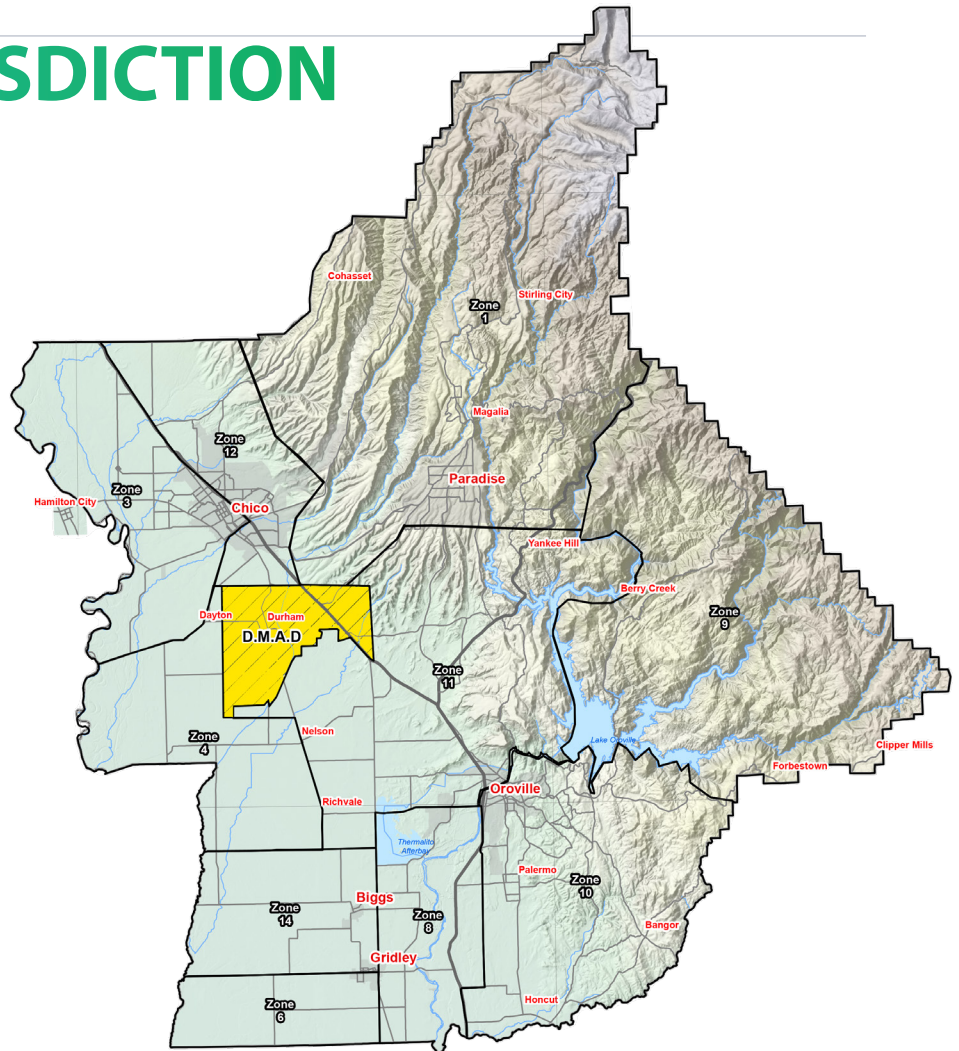 SDICTION
Cohasset
Stirling City
Zone
1
Magalia
Zone
12
Paradise
Zone
3
Hamilton City
Chico
Yankee Hill
Berry Creek
Zone
9
Dayton
Durham
D.M.A.D
Zone
11
Nelson
Zone
4
Lake Oroville
Clipper Mills
Forbestown
Oroville
Richvale
Thermalito
Afterbay
Palermo
Zone
10
Biggs
Zone
14
Zone
8
Bangor
Gridley
Honcut
Zone
6